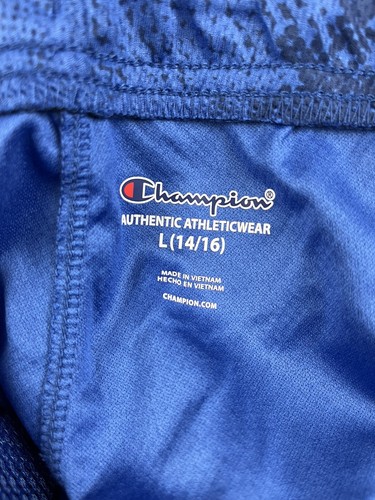 Champion®
AUTHENTIC ATHLETICWEAR
L (14/16)
MADE IN VIETNAM
HECHO EN VIETNAM
CHAMPION.COM